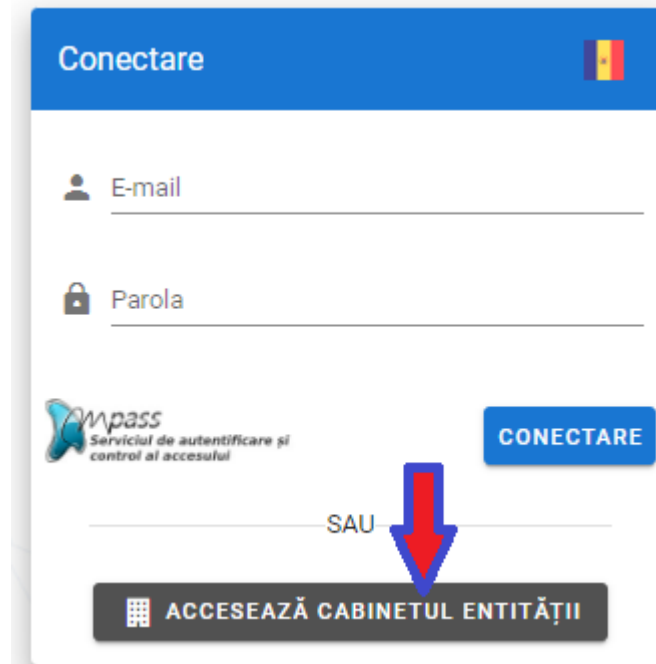 Conectare
E-mail
Parola
mpass
Serviciul de autentificare și
control al accesului
CONECTARE
SAU
ACCESEAZĂ CABINETUL ENTITĂȚII